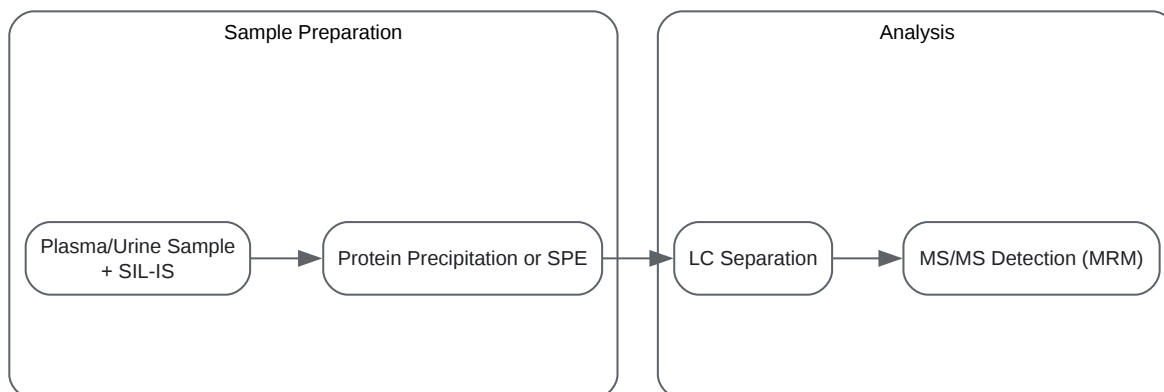 Sample Preparation
Analysis
Plasma/Urine Sample
+ SIL-IS
Protein Precipitation or SPE
LC Separation
MS/MS Detection (MRM)